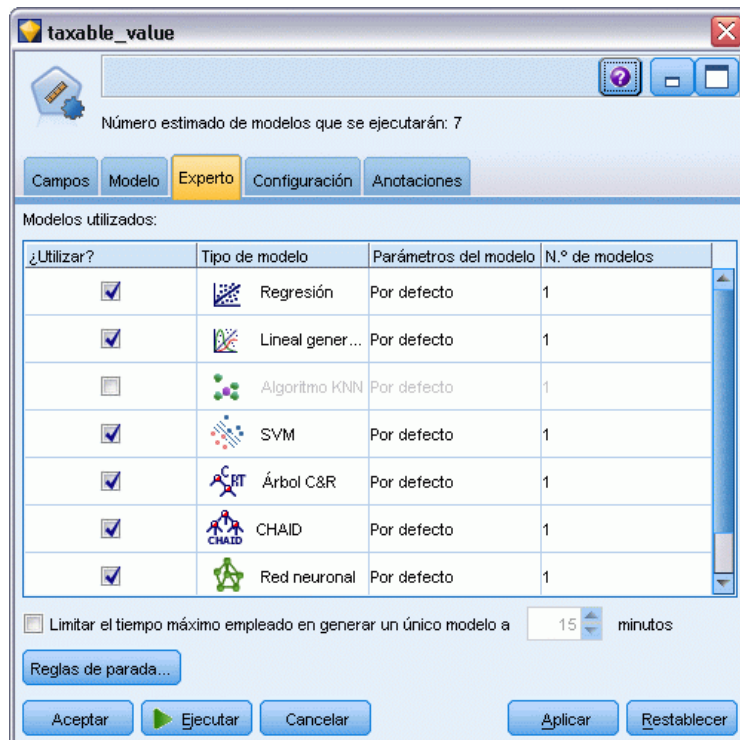 taxable_value
Número estimado de modelos que se ejecutarán: 7
Campos Modelo Experto Configuración Anotaciones
Modelos utilizados:
¿Utilizar? Tipo de modelo Parámetros del modelo N.º de modelos
Regresión Por defecto 1
Lineal gener... Por defecto 1
Algoritmo KNN Por defecto 1
SVM Por defecto 1
C RT Árbol C&R Por defecto 1
CHAID CHAID Por defecto 1
Red neuronal Por defecto 1
Limitar el tiempo máximo empleado en generar un único modelo a 15 minutos
Reglas de parada...
Aceptar Ejecutar Cancelar Aplicar Restablecer